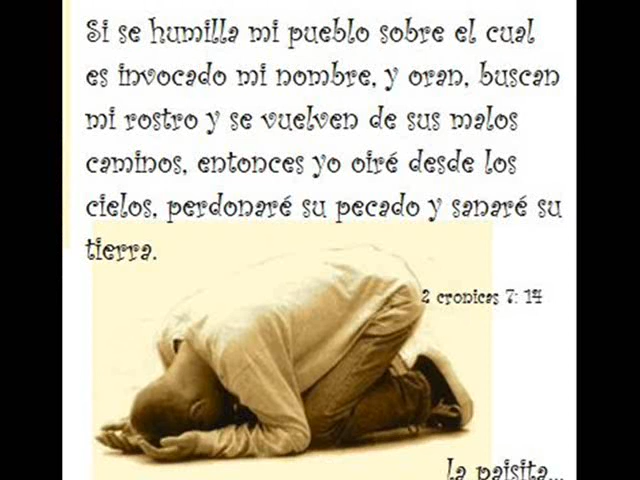 Si se humilla mi pueblo sobre el cual
es invocado mi nombre, y oran, buscan
mi rostro y se vuelven de sus malos
caminos, entonces yo oiré desde los
cielos, perdonaré su pecado y sanaré su
tierra.
2 cronicas 7: 14
la paisita...